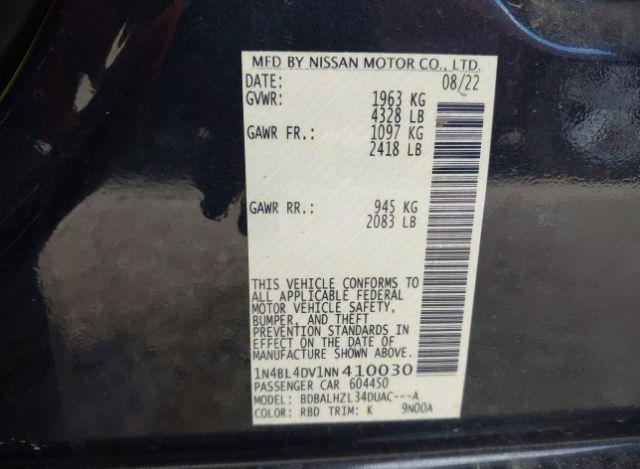 MFD BY NISSAN MOTOR CO., LTD.
DATE: 08/22
GVWR: 1963 KG
4328 LB
GAWR FR.: 1097 KG
2418 LB
GAWR RR.: 945 KG
2083 LB
THIS VEHICLE CONFORMS TO
ALL APPLICABLE FEDERAL
MOTOR VEHICLE SAFETY,
BUMPER, AND THEFT
PREVENTION STANDARDS IN
EFFECT ON THE DATE OF
MANUFACTURE SHOWN ABOVE.
1N4BL4DV1NN410030
PASSENGER CAR 604450
MODEL: BDBALHZL34DUAC---A
COLOR: RBD TRIM: K 9N00A